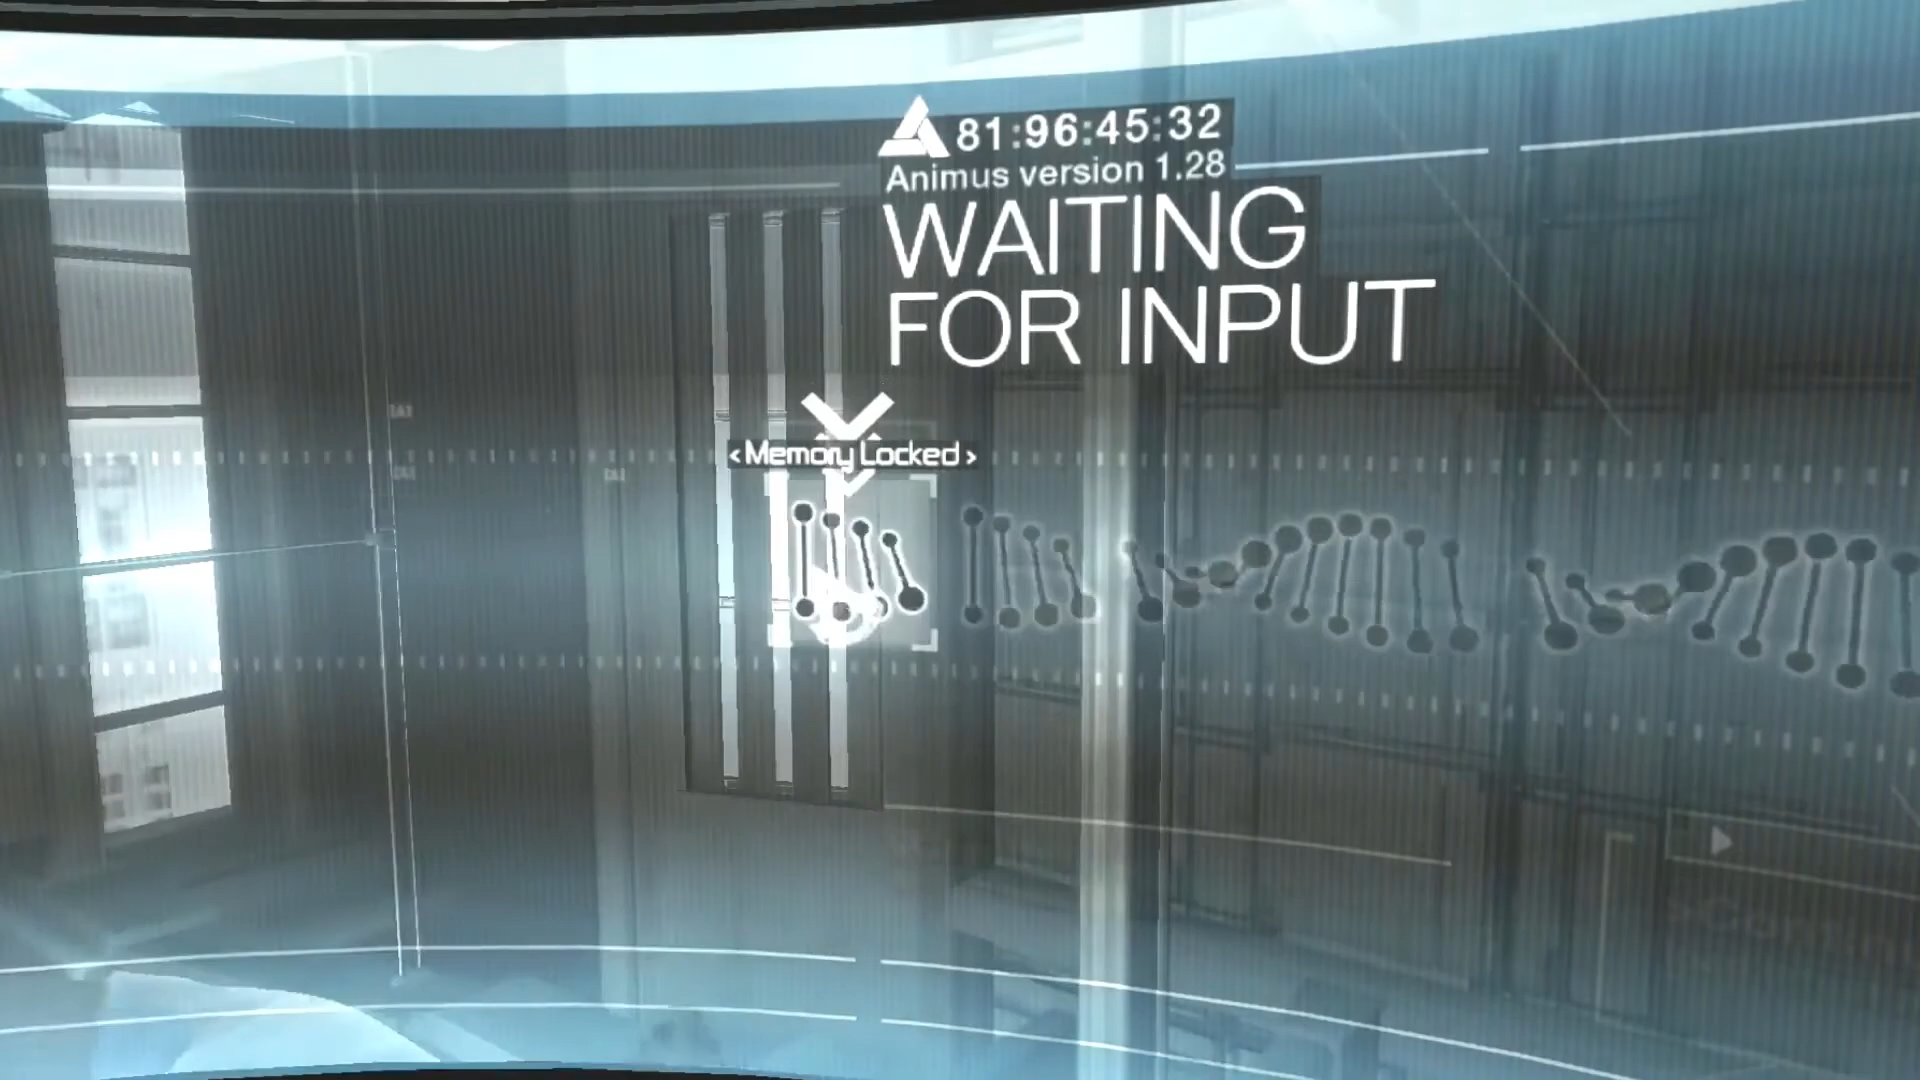 81:96:45:32
Animus version 1.28
WAITING
FOR INPUT
<Memory Locked>